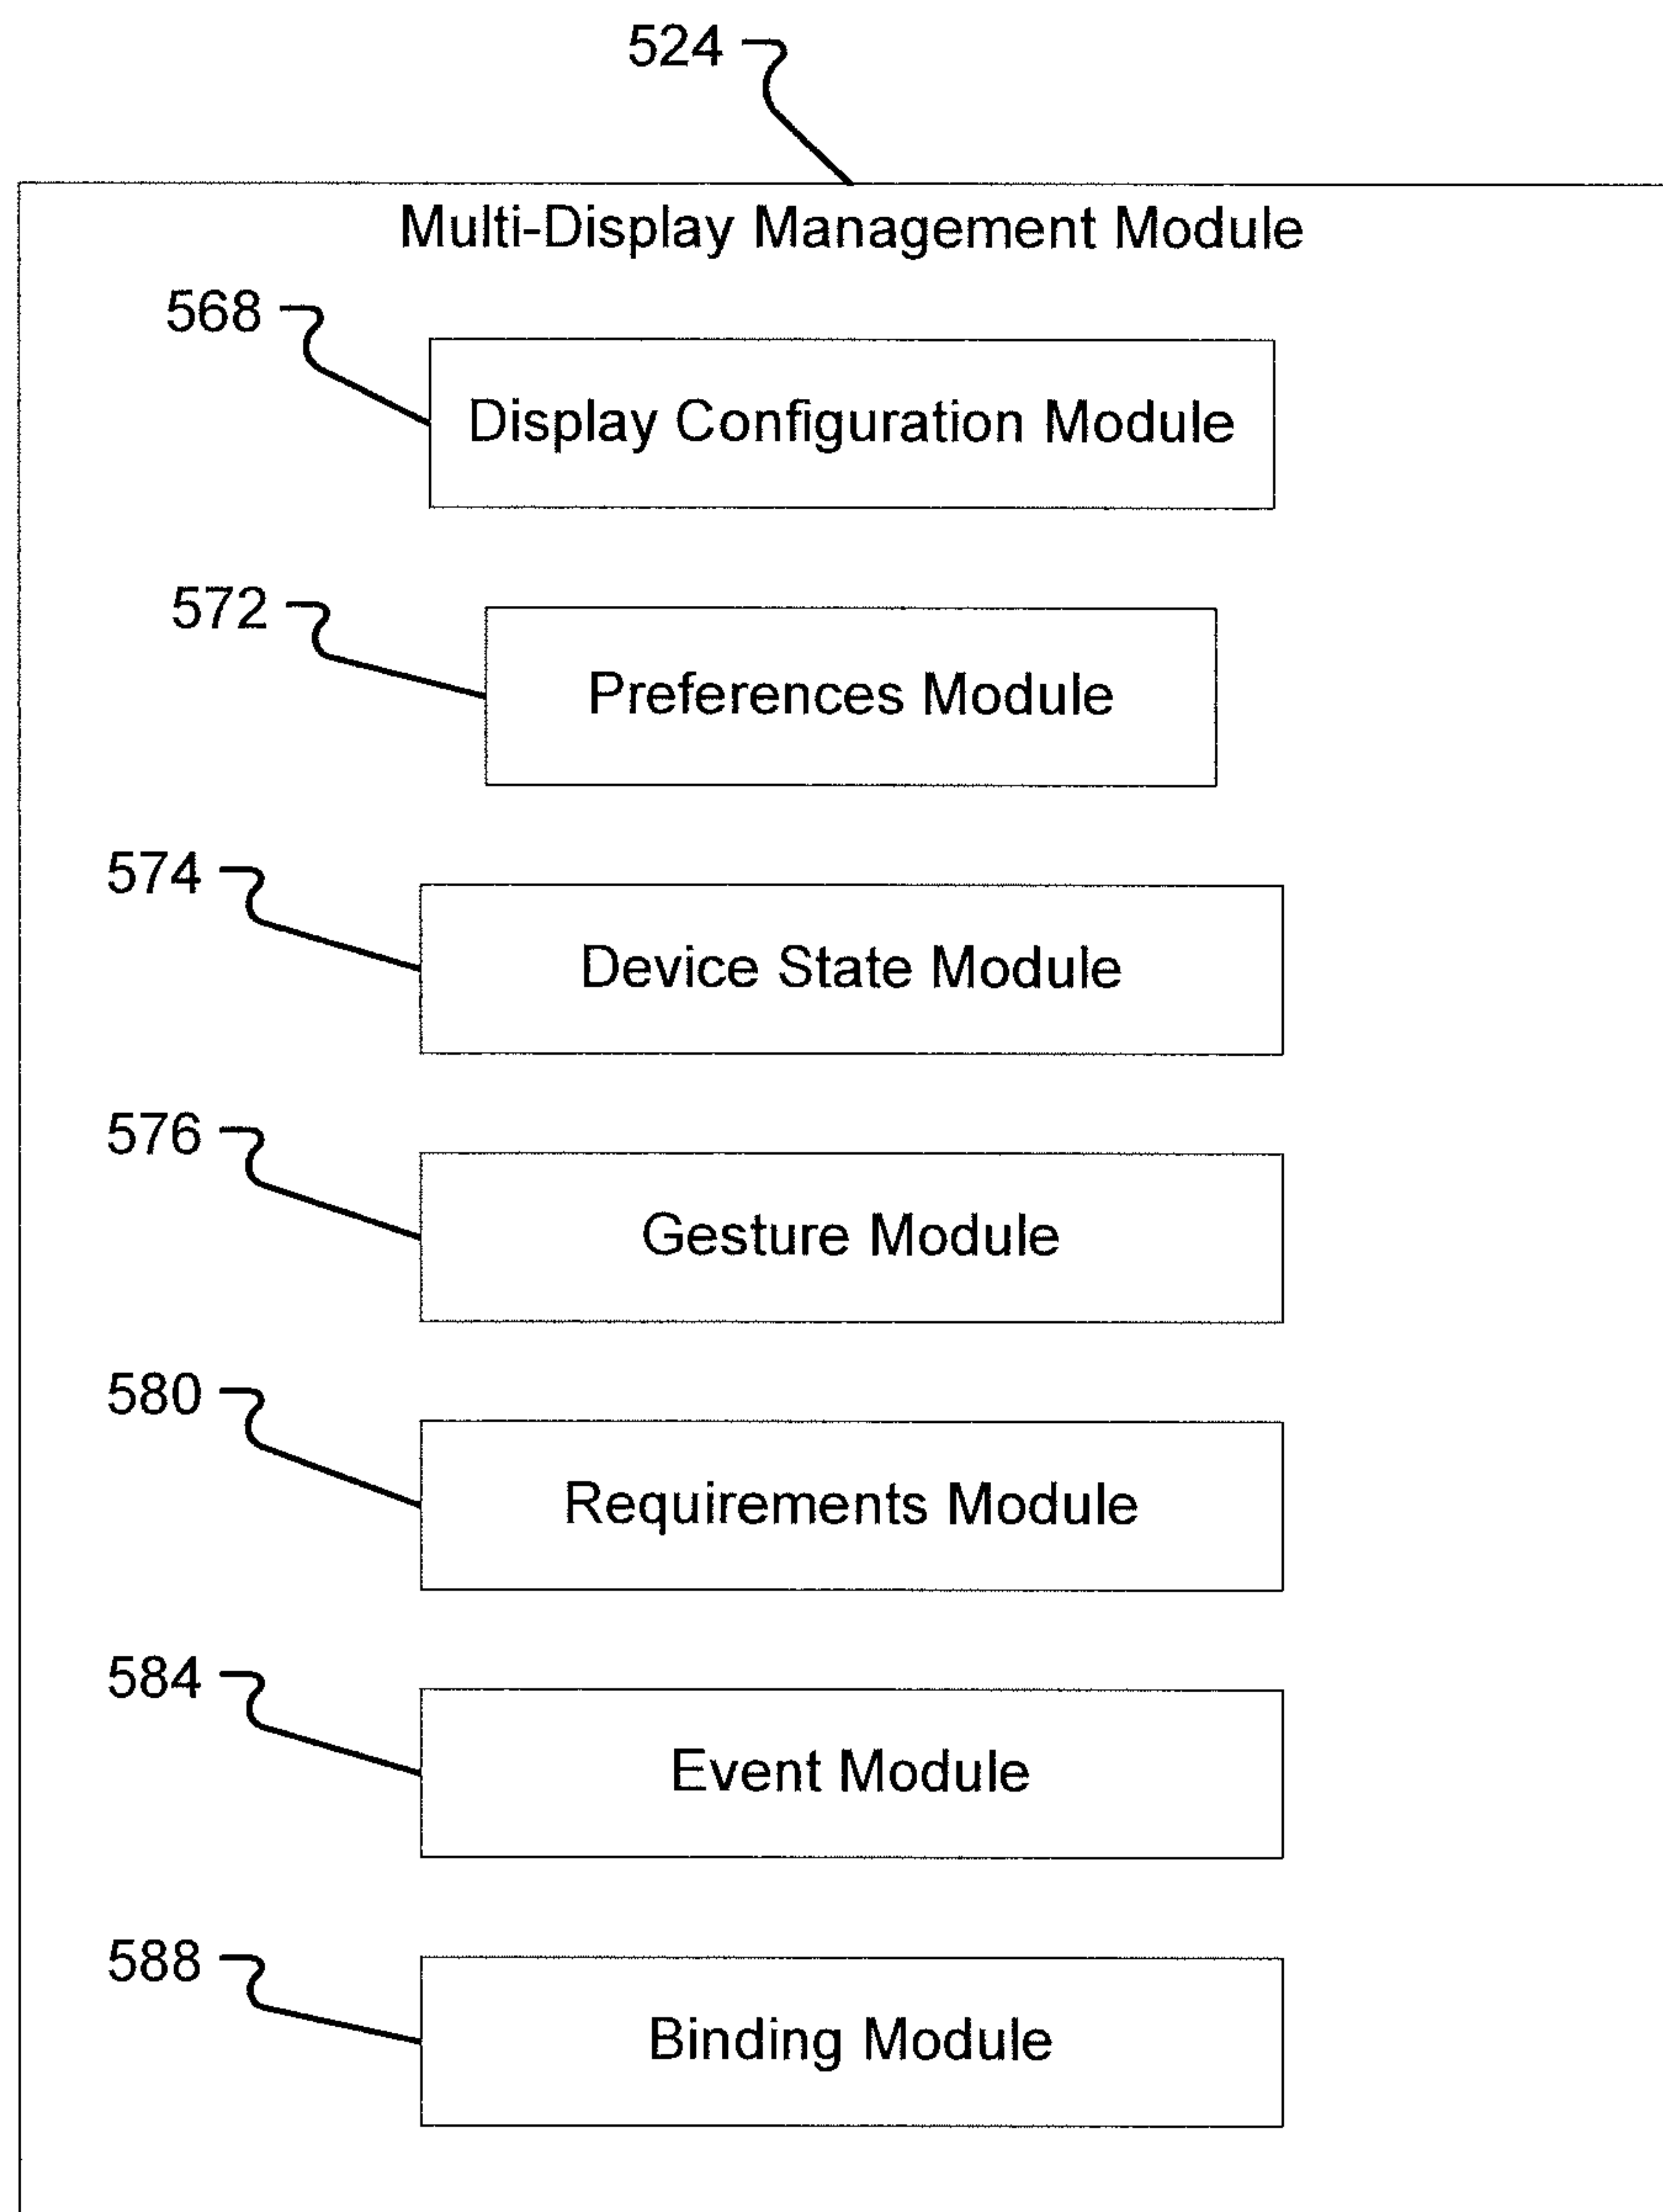 524
Multi-Display Management Module
568
Display Configuration Module
572
Preferences Module
574
Device State Module
576
Gesture Module
580
Requirements Module
584
Event Module
588
Binding Module